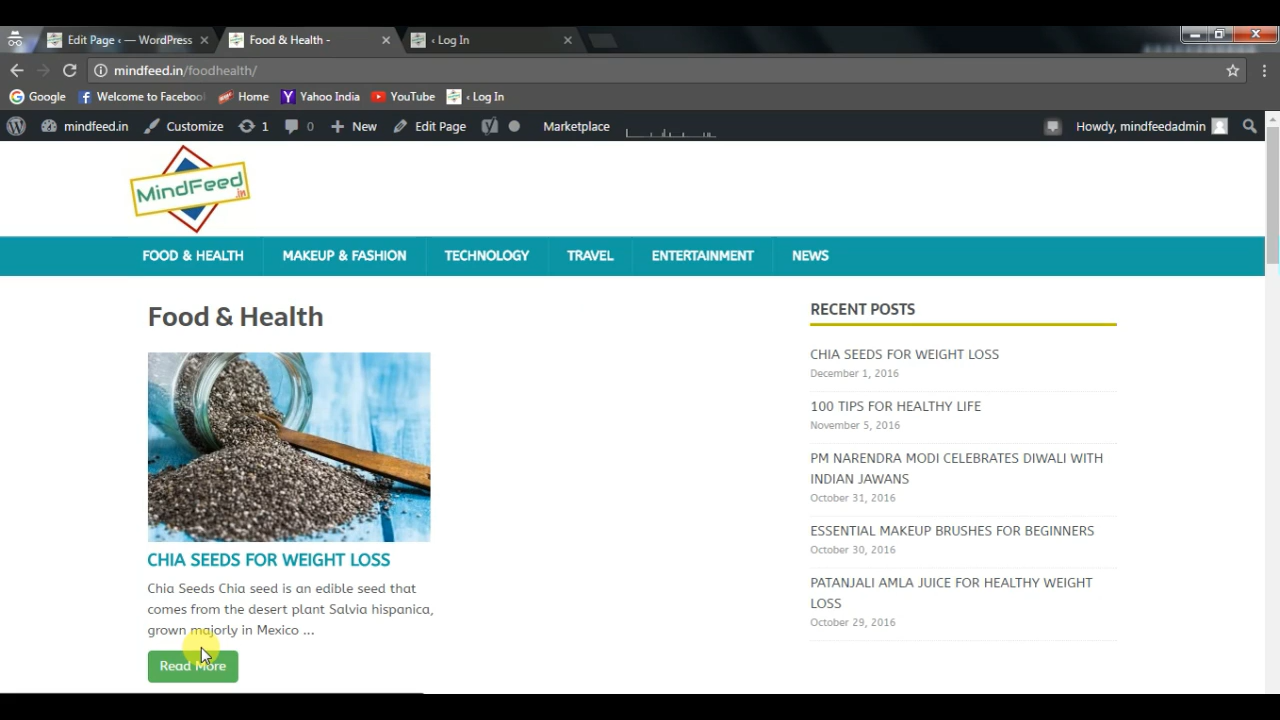 Edit Page ‹ — WordPress
Food & Health -
‹ Log In
mindfeed.in/foodhealth/
Google
Welcome to Faceboo
Home
Yahoo India
YouTube
‹ Log In
mindfeed.in
Customize
1
0
New
Edit Page
Marketplace
Howdy, mindfeedadmin
MindFeed
.in
FOOD & HEALTH
MAKEUP & FASHION
TECHNOLOGY
TRAVEL
ENTERTAINMENT
NEWS
Food & Health
CHIA SEEDS FOR WEIGHT LOSS
Chia Seeds Chia seed is an edible seed that
comes from the desert plant Salvia hispanica,
grown majorly in Mexico ...
Read More
RECENT POSTS
CHIA SEEDS FOR WEIGHT LOSS
December 1, 2016
100 TIPS FOR HEALTHY LIFE
November 5, 2016
PM NARENDRA MODI CELEBRATES DIWALI WITH
INDIAN JAWANS
October 31, 2016
ESSENTIAL MAKEUP BRUSHES FOR BEGINNERS
October 30, 2016
PATANJALI AMLA JUICE FOR HEALTHY WEIGHT
LOSS
October 29, 2016